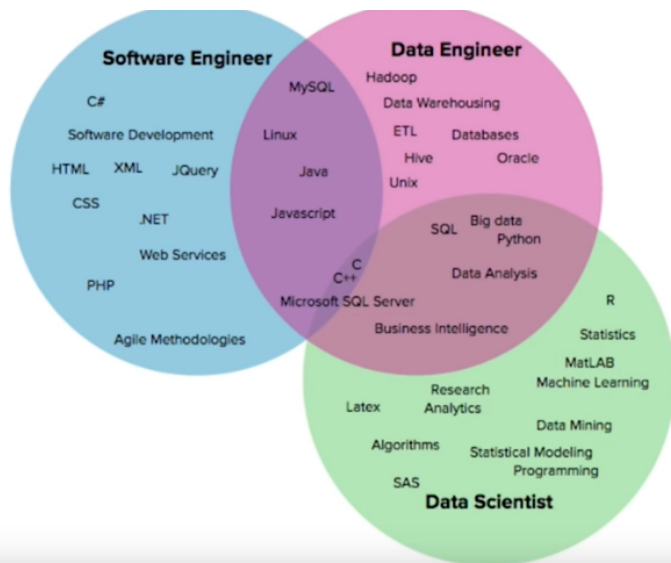 Software Engineer
C#
Software Development
HTML
XML
JQuery
CSS
.NET
Web Services
PHP
Agile Methodologies
MySQL
Linux
Java
Javascript
C
C++
Microsoft SQL Server
Data Engineer
Hadoop
Data Warehousing
ETL
Databases
Hive
Oracle
Unix
SQL
Big data
Python
Data Analysis
Business Intelligence
R
Statistics
MatLAB
Machine Learning
Research
Latex
Analytics
Data Mining
Algorithms
Statistical Modeling
Programming
SAS
Data Scientist